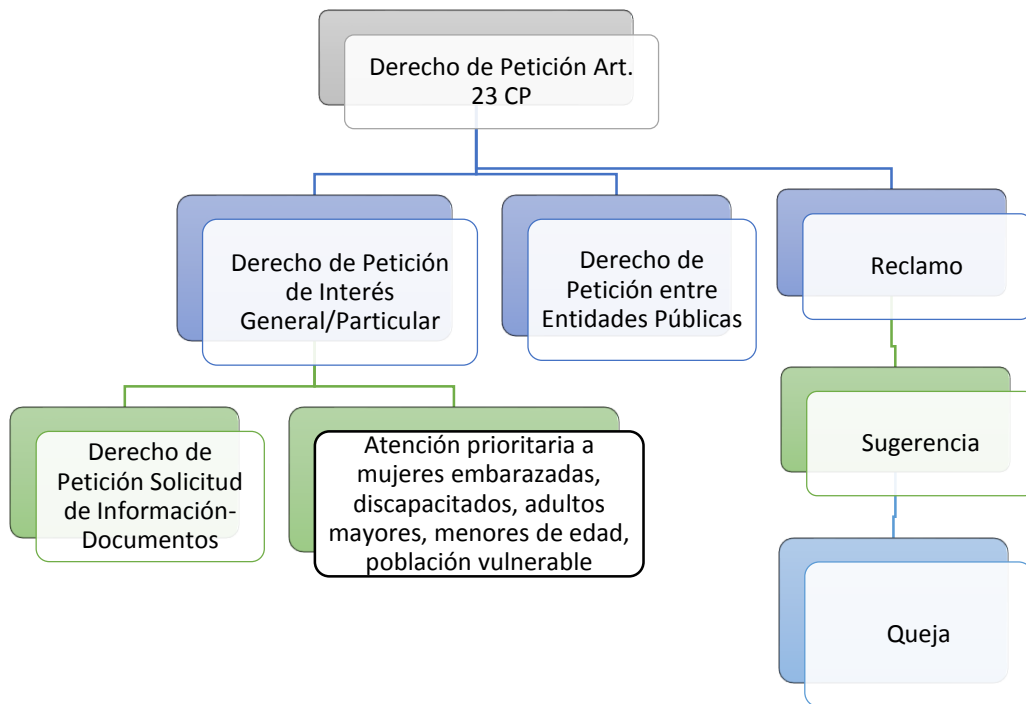 Derecho de Petición Art.
23 CP
Derecho de Petición
de Interés
General/Particular
Derecho de
Petición entre
Entidades Públicas
Reclamo
Derecho de
Petición Solicitud
de Información-
Documentos
Atención prioritaria a
mujeres embarazadas,
discapacitados, adultos
mayores, menores de edad,
población vulnerable
Sugerencia
Queja